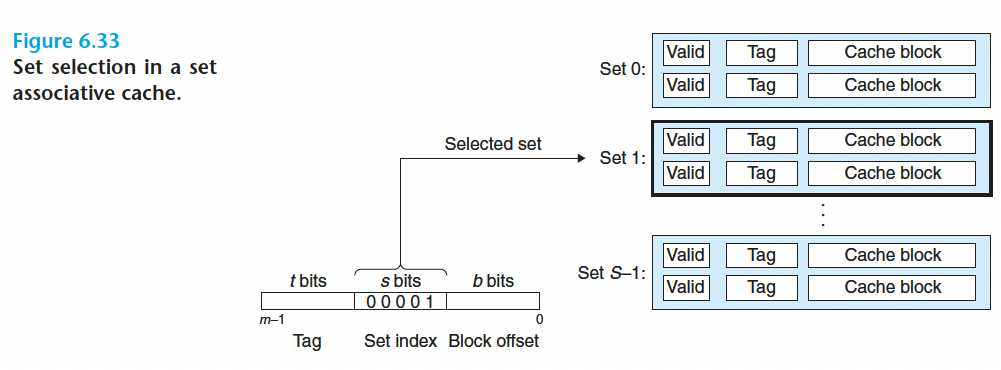 Figure 6.33
Set selection in a set
associative cache.
Set 0:
Valid Tag Cache block
Valid Tag Cache block
Selected set
Set 1:
Valid Tag Cache block
Valid Tag Cache block
Set S–1:
Valid Tag Cache block
Valid Tag Cache block
t bits s bits b bits
0 0 0 0 1
m–1 0
Tag Set index Block offset